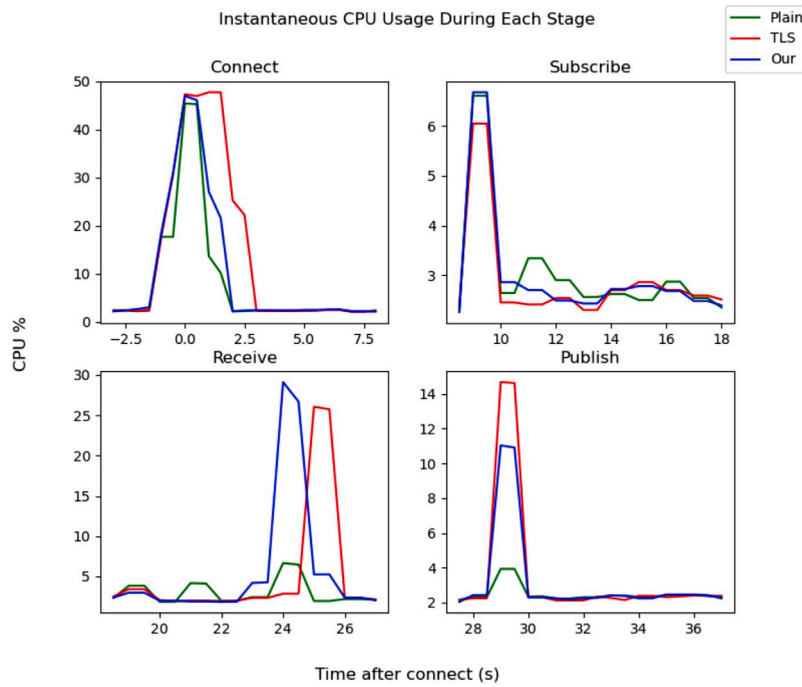 Instantaneous CPU Usage During Each Stage
Plain
TLS
Our
Connect
50
40
30
20
10
0
−2.5 0.0 2.5 5.0 7.5
Subscribe
6
5
4
3
10 12 14 16 18
CPU %
Receive
30
25
20
15
10
5
20 22 24 26
Publish
14
12
10
8
6
4
2
28 30 32 34 36
Time after connect (s)